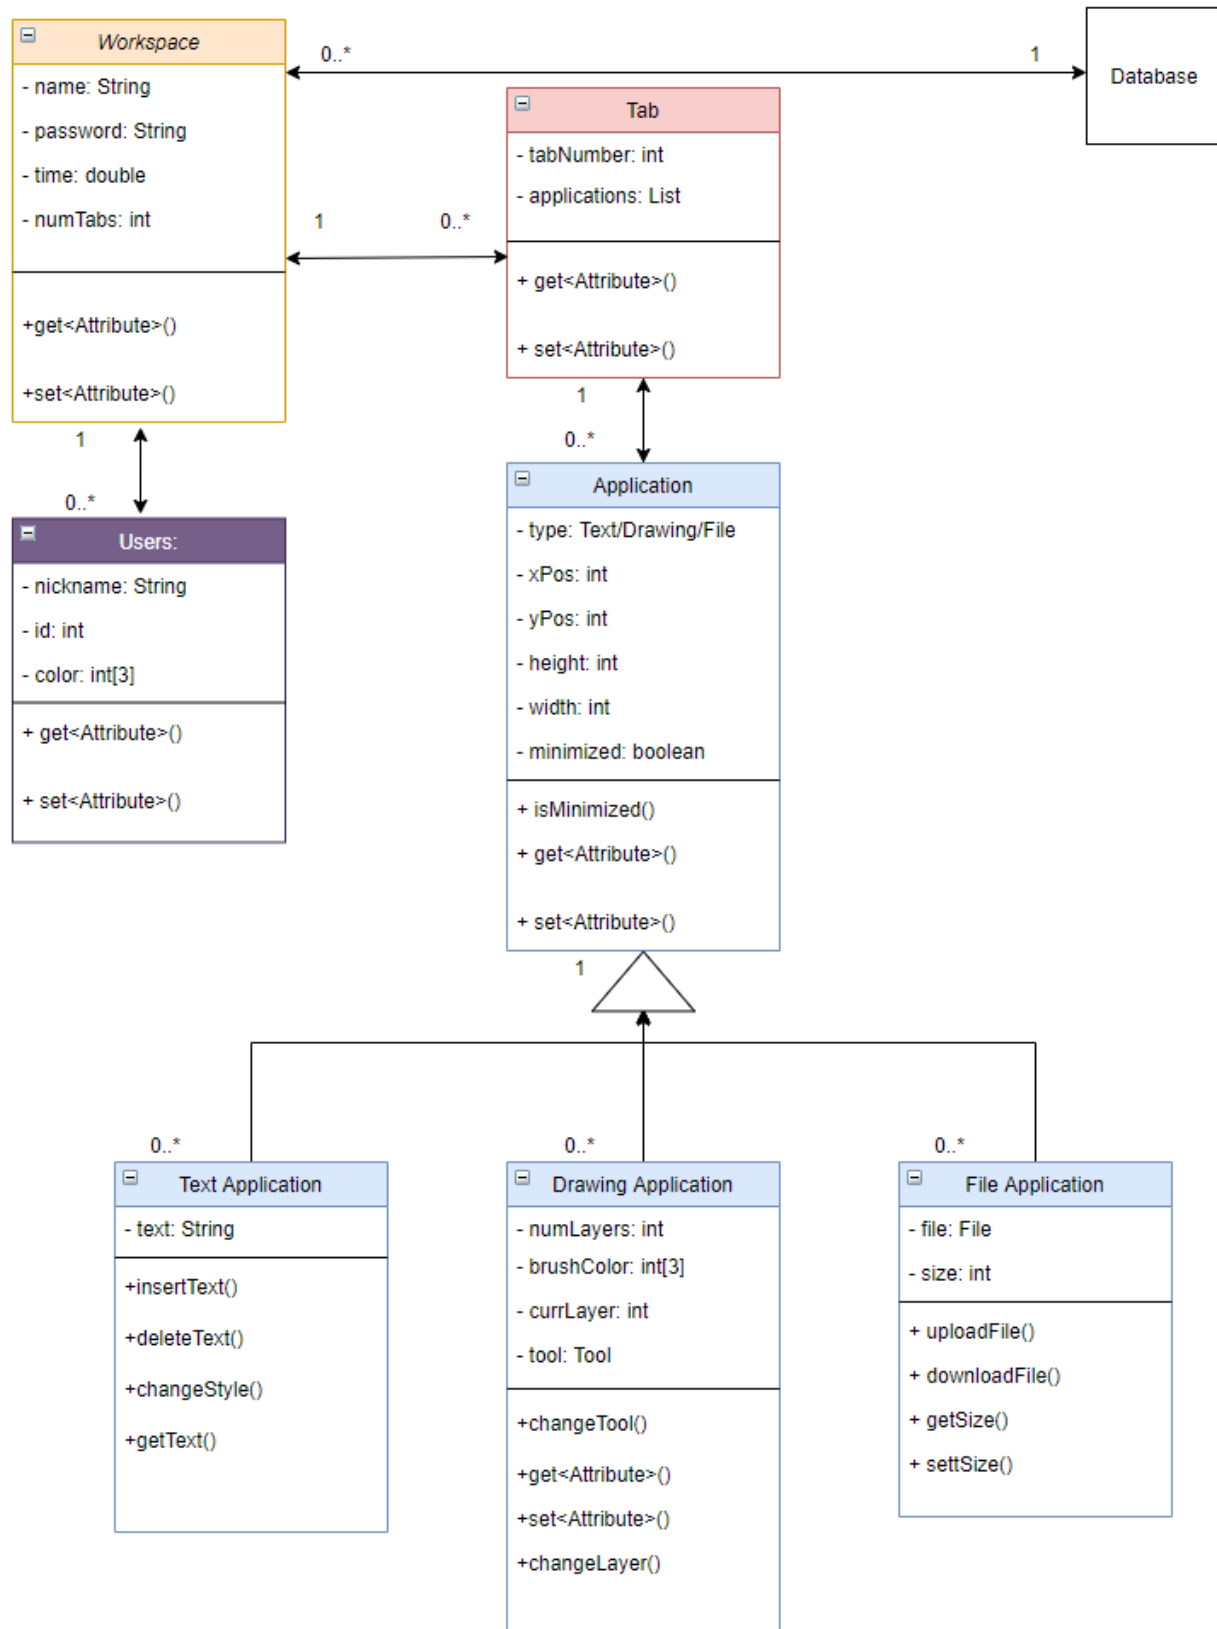 Workspace
- name: String
- password: String
- time: double
- numTabs: int
+get<Attribute>()
+set<Attribute>()
0..*
1
Database
Tab
- tabNumber: int
- applications: List
+ get<Attribute>()
+ set<Attribute>()
1
0..*
1
0..*
Users:
- nickname: String
- id: int
- color: int[3]
+ get<Attribute>()
+ set<Attribute>()
1
0..*
Application
- type: Text/Drawing/File
- xPos: int
- yPos: int
- height: int
- width: int
- minimized: boolean
+ isMinimized()
+ get<Attribute>()
+ set<Attribute>()
1
0..*
Text Application
- text: String
+insertText()
+deleteText()
+changeStyle()
+getText()
0..*
Drawing Application
- numLayers: int
- brushColor: int[3]
- currLayer: int
- tool: Tool
+changeTool()
+get<Attribute>()
+set<Attribute>()
+changeLayer()
0..*
File Application
- file: File
- size: int
+ uploadFile()
+ downloadFile()
+ getSize()
+ settSize()